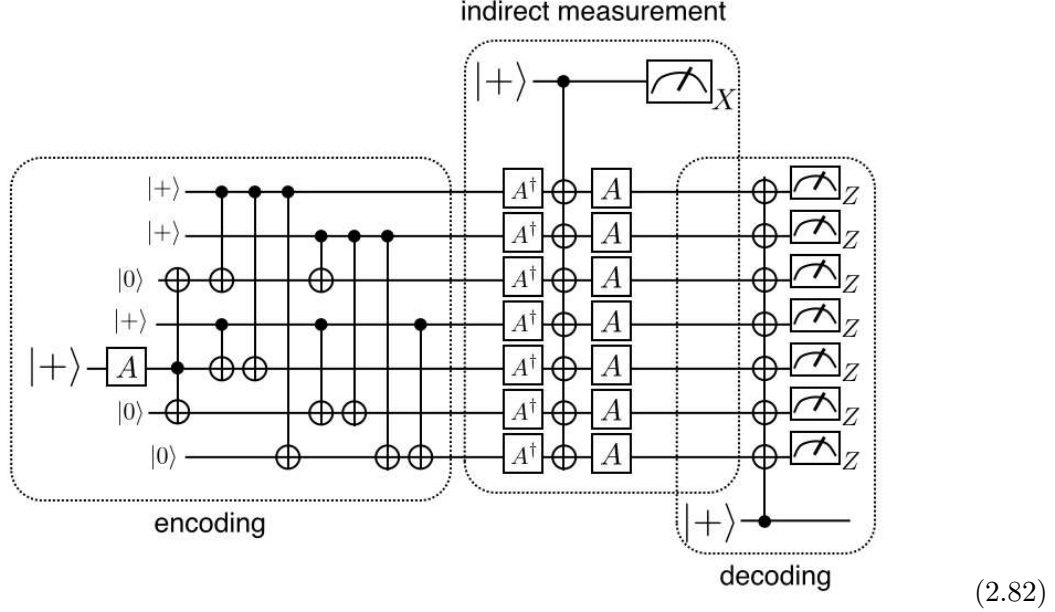 indirect measurement
|+⟩ X
|+⟩ A† A Z
|+⟩ A† A Z
|0⟩ A† A Z
|+⟩ A† A Z
|+⟩ A A† A Z
|0⟩ A† A Z
|0⟩ A† A Z
|+⟩
encoding
decoding
(2.82)